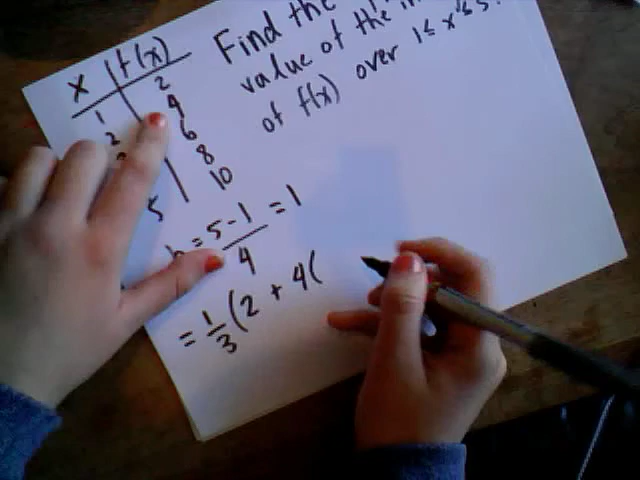 x | f(x)
1 | 2
2 | 4
6
8
5 | 10
Find the
value of the
of f(x) over 1 ≤ x ≤ 5
h = 5-1/4 = 1
= 1/3 (2 + 4(